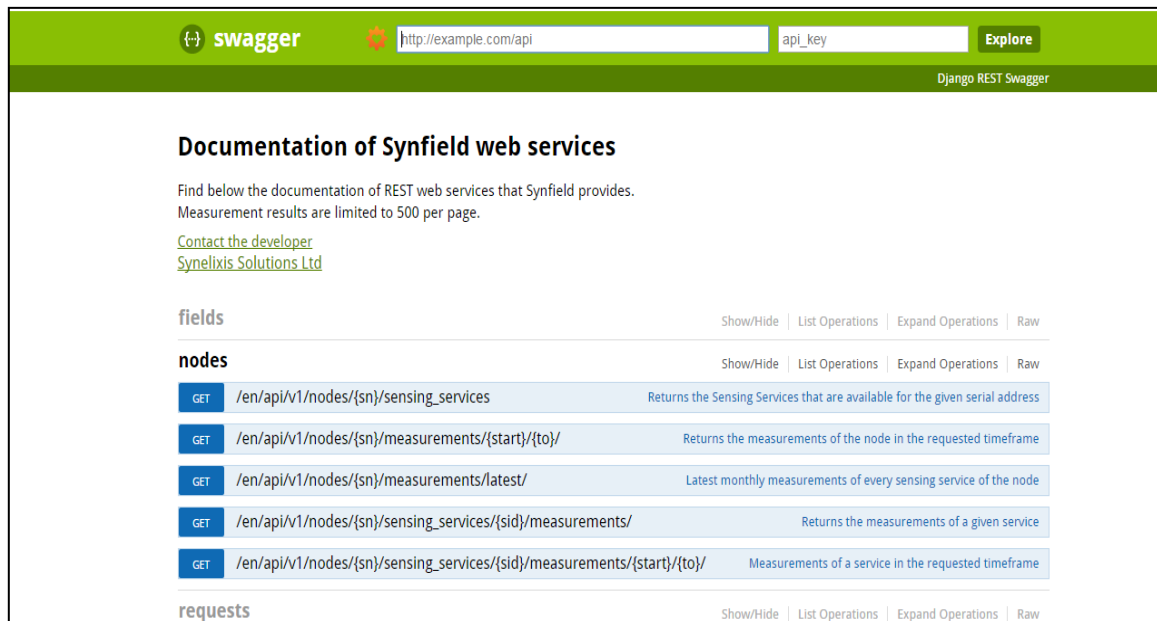 {···} swagger http://example.com/api api_key Explore
Django REST Swagger
Documentation of Synfield web services
Find below the documentation of REST web services that Synfield provides.
Measurement results are limited to 500 per page.
Contact the developer
Synelixis Solutions Ltd
fields Show/Hide List Operations Expand Operations Raw
nodes Show/Hide List Operations Expand Operations Raw
GET /en/api/v1/nodes/{sn}/sensing_services Returns the Sensing Services that are available for the given serial address
GET /en/api/v1/nodes/{sn}/measurements/{start}/{to}/ Returns the measurements of the node in the requested timeframe
GET /en/api/v1/nodes/{sn}/measurements/latest/ Latest monthly measurements of every sensing service of the node
GET /en/api/v1/nodes/{sn}/sensing_services/{sid}/measurements/ Returns the measurements of a given service
GET /en/api/v1/nodes/{sn}/sensing_services/{sid}/measurements/{start}/{to}/ Measurements of a service in the requested timeframe
requests Show/Hide List Operations Expand Operations Raw